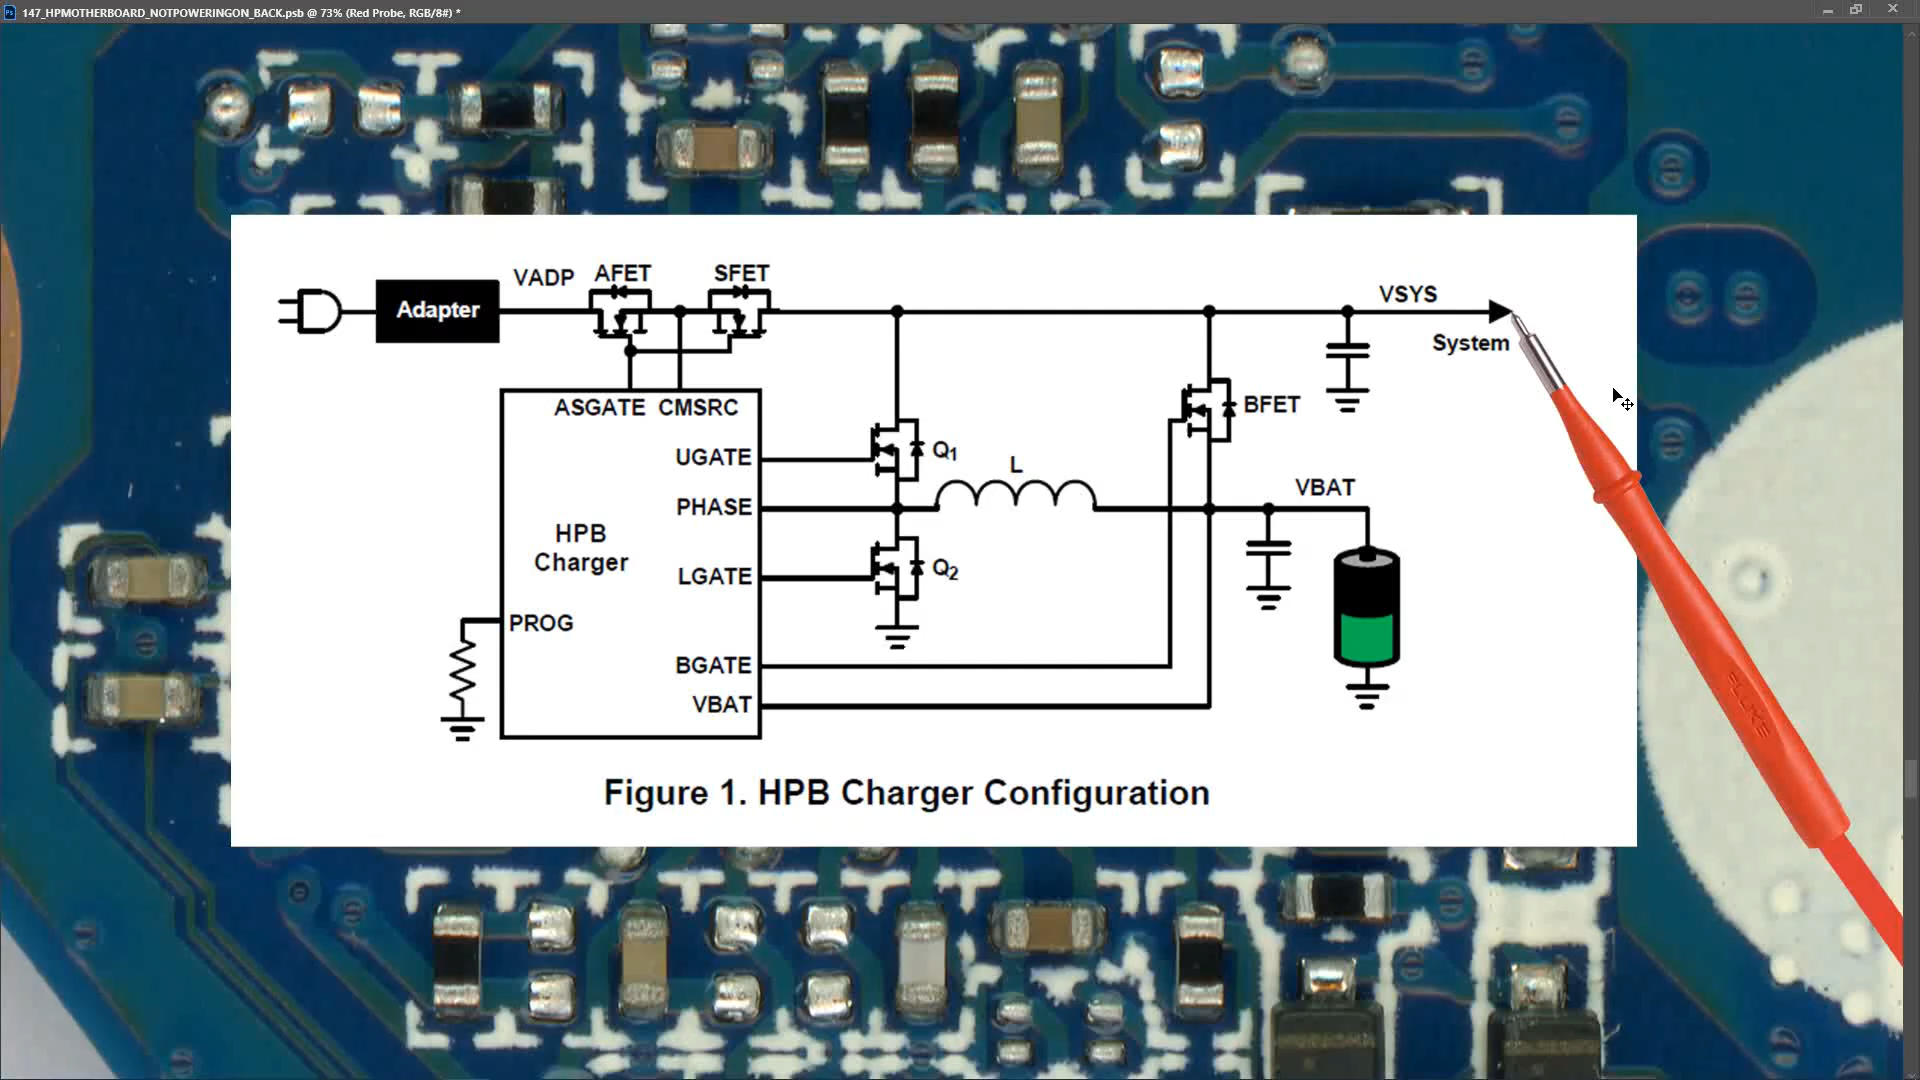 147_HPMOTHERBOARD_NOTPOWERINGON_BACK.psb @ 73% (Red Probe, RGB/8#) *
VADP AFET SFET
VSYS
Adapter
System
ASGATE CMSRC
BFET
UGATE
Q1
L
VBAT
PHASE
HPB
Charger
LGATE
Q2
PROG
BGATE
VBAT
FLUKE
Figure 1. HPB Charger Configuration